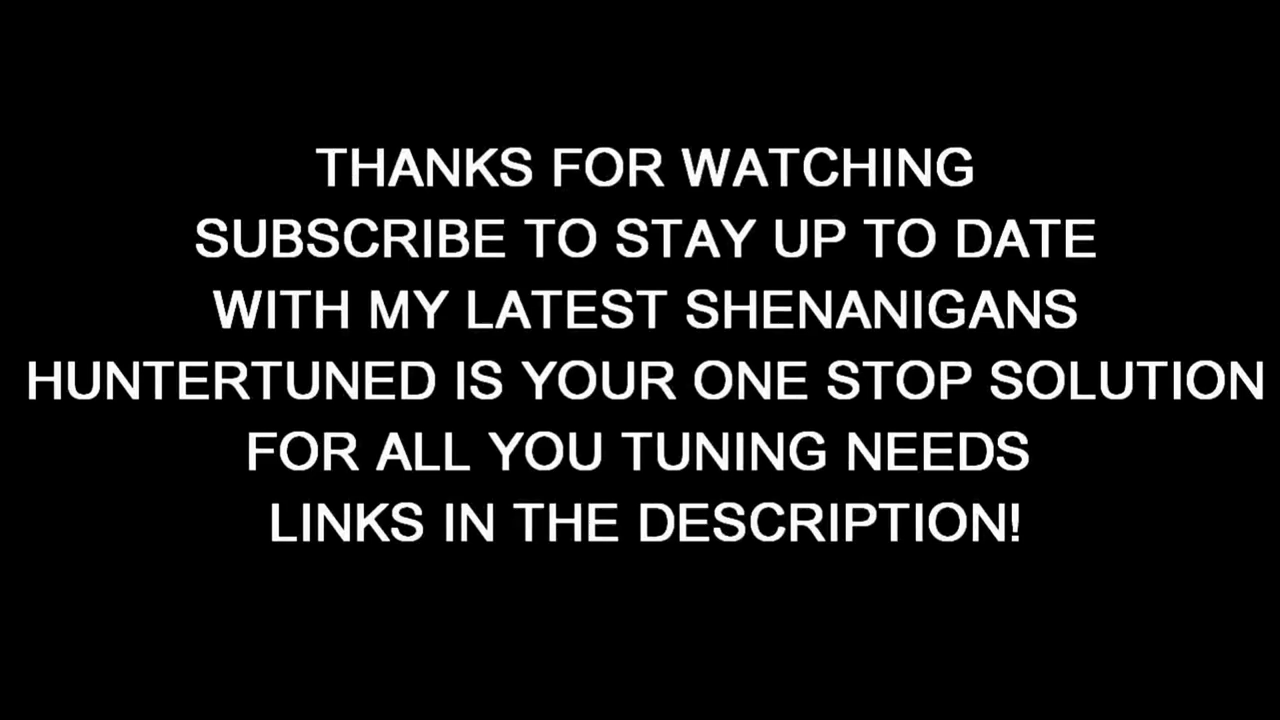 THANKS FOR WATCHING
SUBSCRIBE TO STAY UP TO DATE
WITH MY LATEST SHENANIGANS
HUNTERTUNED IS YOUR ONE STOP SOLUTION
FOR ALL YOU TUNING NEEDS
LINKS IN THE DESCRIPTION!